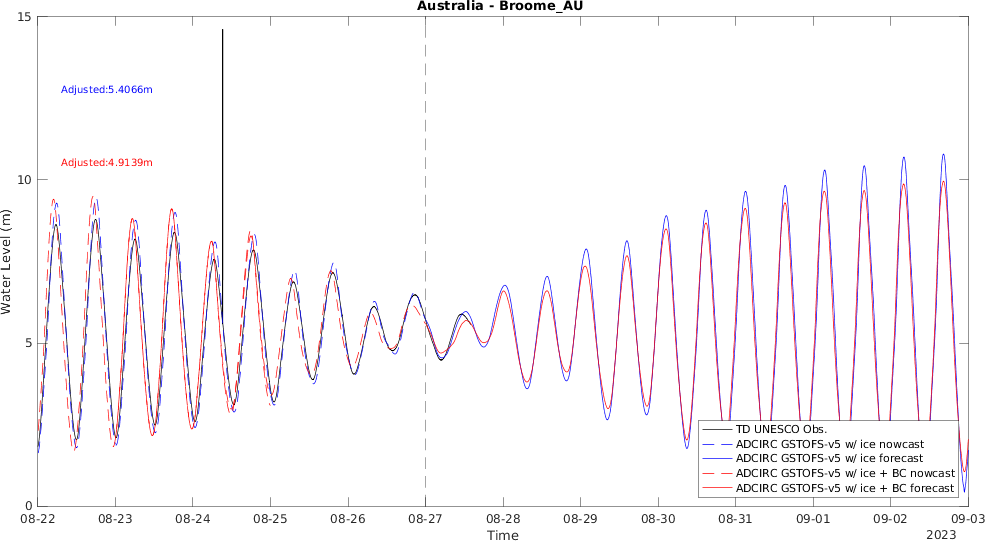 Australia - Broome_AU
15
Adjusted:5.4066m
Adjusted:4.9139m
10
Water Level (m)
5
TD UNESCO Obs.
ADCIRC GSTOFS-v5 w/ ice nowcast
ADCIRC GSTOFS-v5 w/ ice forecast
ADCIRC GSTOFS-v5 w/ ice + BC nowcast
ADCIRC GSTOFS-v5 w/ ice + BC forecast
0
08-22 08-23 08-24 08-25 08-26 08-27 08-28 08-29 08-30 08-31 09-01 09-02 09-03
Time
2023